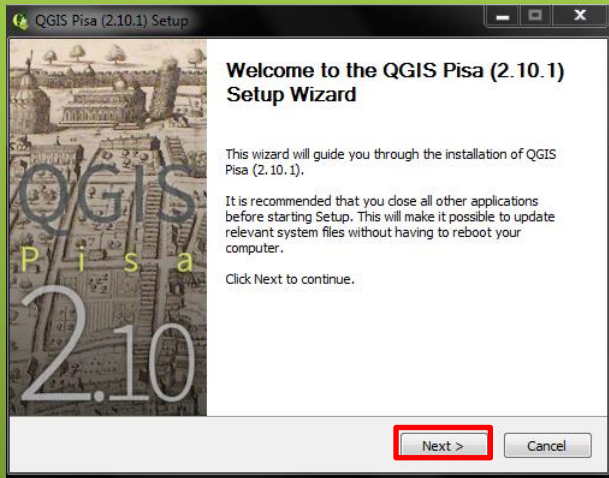 QGIS Pisa (2.10.1) Setup
QGIS
Pisa
2.10
Welcome to the QGIS Pisa (2.10.1)
Setup Wizard
This wizard will guide you through the installation of QGIS
Pisa (2.10.1).
It is recommended that you close all other applications
before starting Setup. This will make it possible to update
relevant system files without having to reboot your
computer.
Click Next to continue.
Next >
Cancel